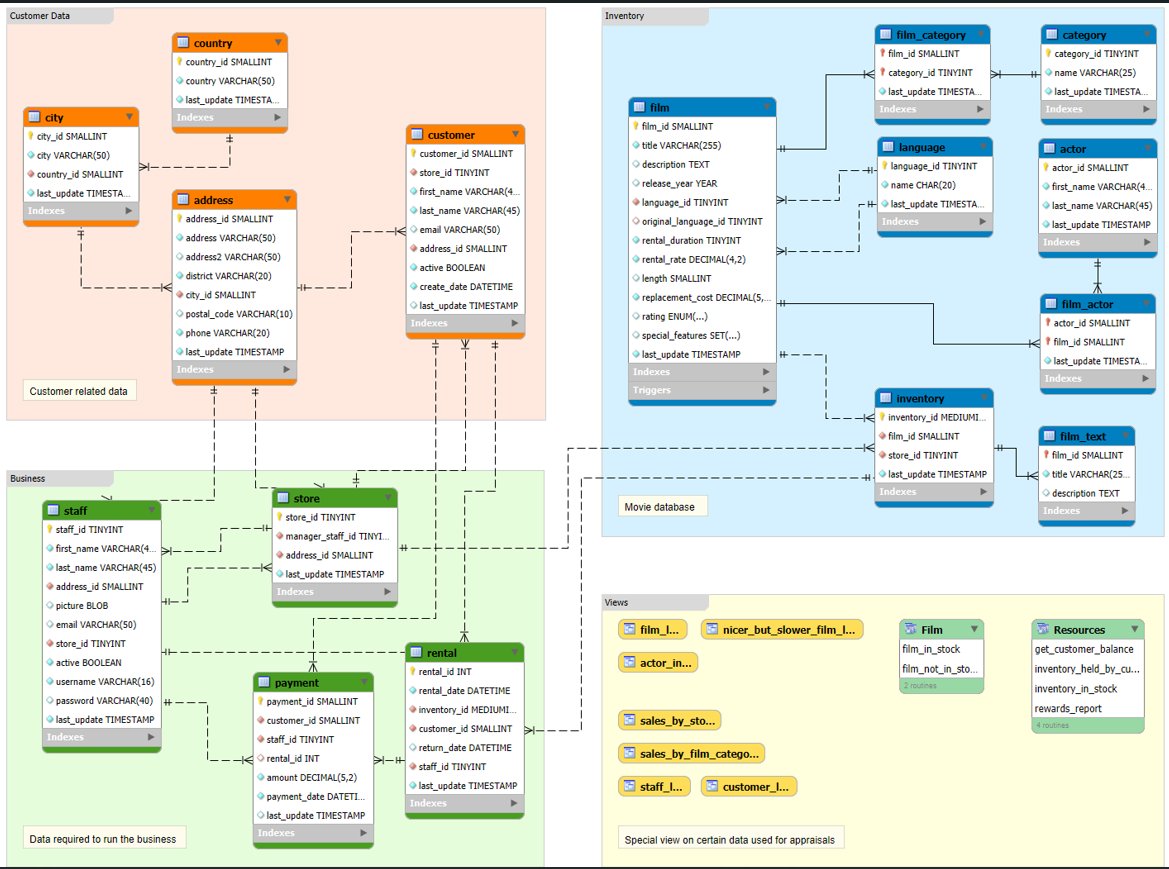 Customer Data
country
country_id SMALLINT
country VARCHAR(50)
last_update TIMESTA...
Indexes
city
city_id SMALLINT
city VARCHAR(50)
country_id SMALLINT
last_update TIMESTA...
Indexes
address
address_id SMALLINT
address VARCHAR(50)
address2 VARCHAR(50)
district VARCHAR(20)
city_id SMALLINT
postal_code VARCHAR(10)
phone VARCHAR(20)
last_update TIMESTAMP
Indexes
customer
customer_id SMALLINT
store_id TINYINT
first_name VARCHAR(4...
last_name VARCHAR(45)
email VARCHAR(50)
address_id SMALLINT
active BOOLEAN
create_date DATETIME
last_update TIMESTAMP
Indexes
Customer related data
Inventory
film
film_id SMALLINT
title VARCHAR(255)
description TEXT
release_year YEAR
language_id TINYINT
original_language_id TINYINT
rental_duration TINYINT
rental_rate DECIMAL(4,2)
length SMALLINT
replacement_cost DECIMAL(5,...
rating ENUM(...)
special_features SET(...)
last_update TIMESTAMP
Indexes
Triggers
film_category
film_id SMALLINT
category_id TINYINT
last_update TIMESTA...
Indexes
category
category_id TINYINT
name VARCHAR(25)
last_update TIMESTA...
Indexes
language
language_id TINYINT
name CHAR(20)
last_update TIMESTA...
Indexes
actor
actor_id SMALLINT
first_name VARCHAR(4...
last_name VARCHAR(45)
last_update TIMESTA...
Indexes
film_actor
actor_id SMALLINT
film_id SMALLINT
last_update TIMESTA...
Indexes
inventory
inventory_id MEDIUMI...
film_id SMALLINT
store_id TINYINT
last_update TIMESTAMP
Indexes
film_text
film_id SMALLINT
title VARCHAR(25...
description TEXT
Indexes
Movie database
Business
staff
staff_id TINYINT
first_name VARCHAR(4...
last_name VARCHAR(45)
address_id SMALLINT
picture BLOB
email VARCHAR(50)
store_id TINYINT
active BOOLEAN
username VARCHAR(16)
password VARCHAR(40)
last_update TIMESTAMP
Indexes
store
store_id TINYINT
manager_staff_id TINYI...
address_id SMALLINT
last_update TIMESTAMP
Indexes
payment
payment_id SMALLINT
customer_id SMALLINT
staff_id TINYINT
rental_id INT
amount DECIMAL(5,2)
payment_date DATETI...
last_update TIMESTAMP
Indexes
rental
rental_id INT
rental_date DATETIME
inventory_id MEDIUMI...
customer_id SMALLINT
return_date DATETIME
staff_id TINYINT
last_update TIMESTAMP
Indexes
Data required to run the business
Views
film_l...
nicer_but_slower_film_l...
actor_in...
sales_by_sto...
sales_by_film_catego...
staff_l...
customer_l...
Film
film_in_stock
film_not_in_sto...
2 routines
Resources
get_customer_balance
inventory_held_by_cu...
inventory_in_stock
rewards_report
4 routines
Special view on certain data used for appraisals